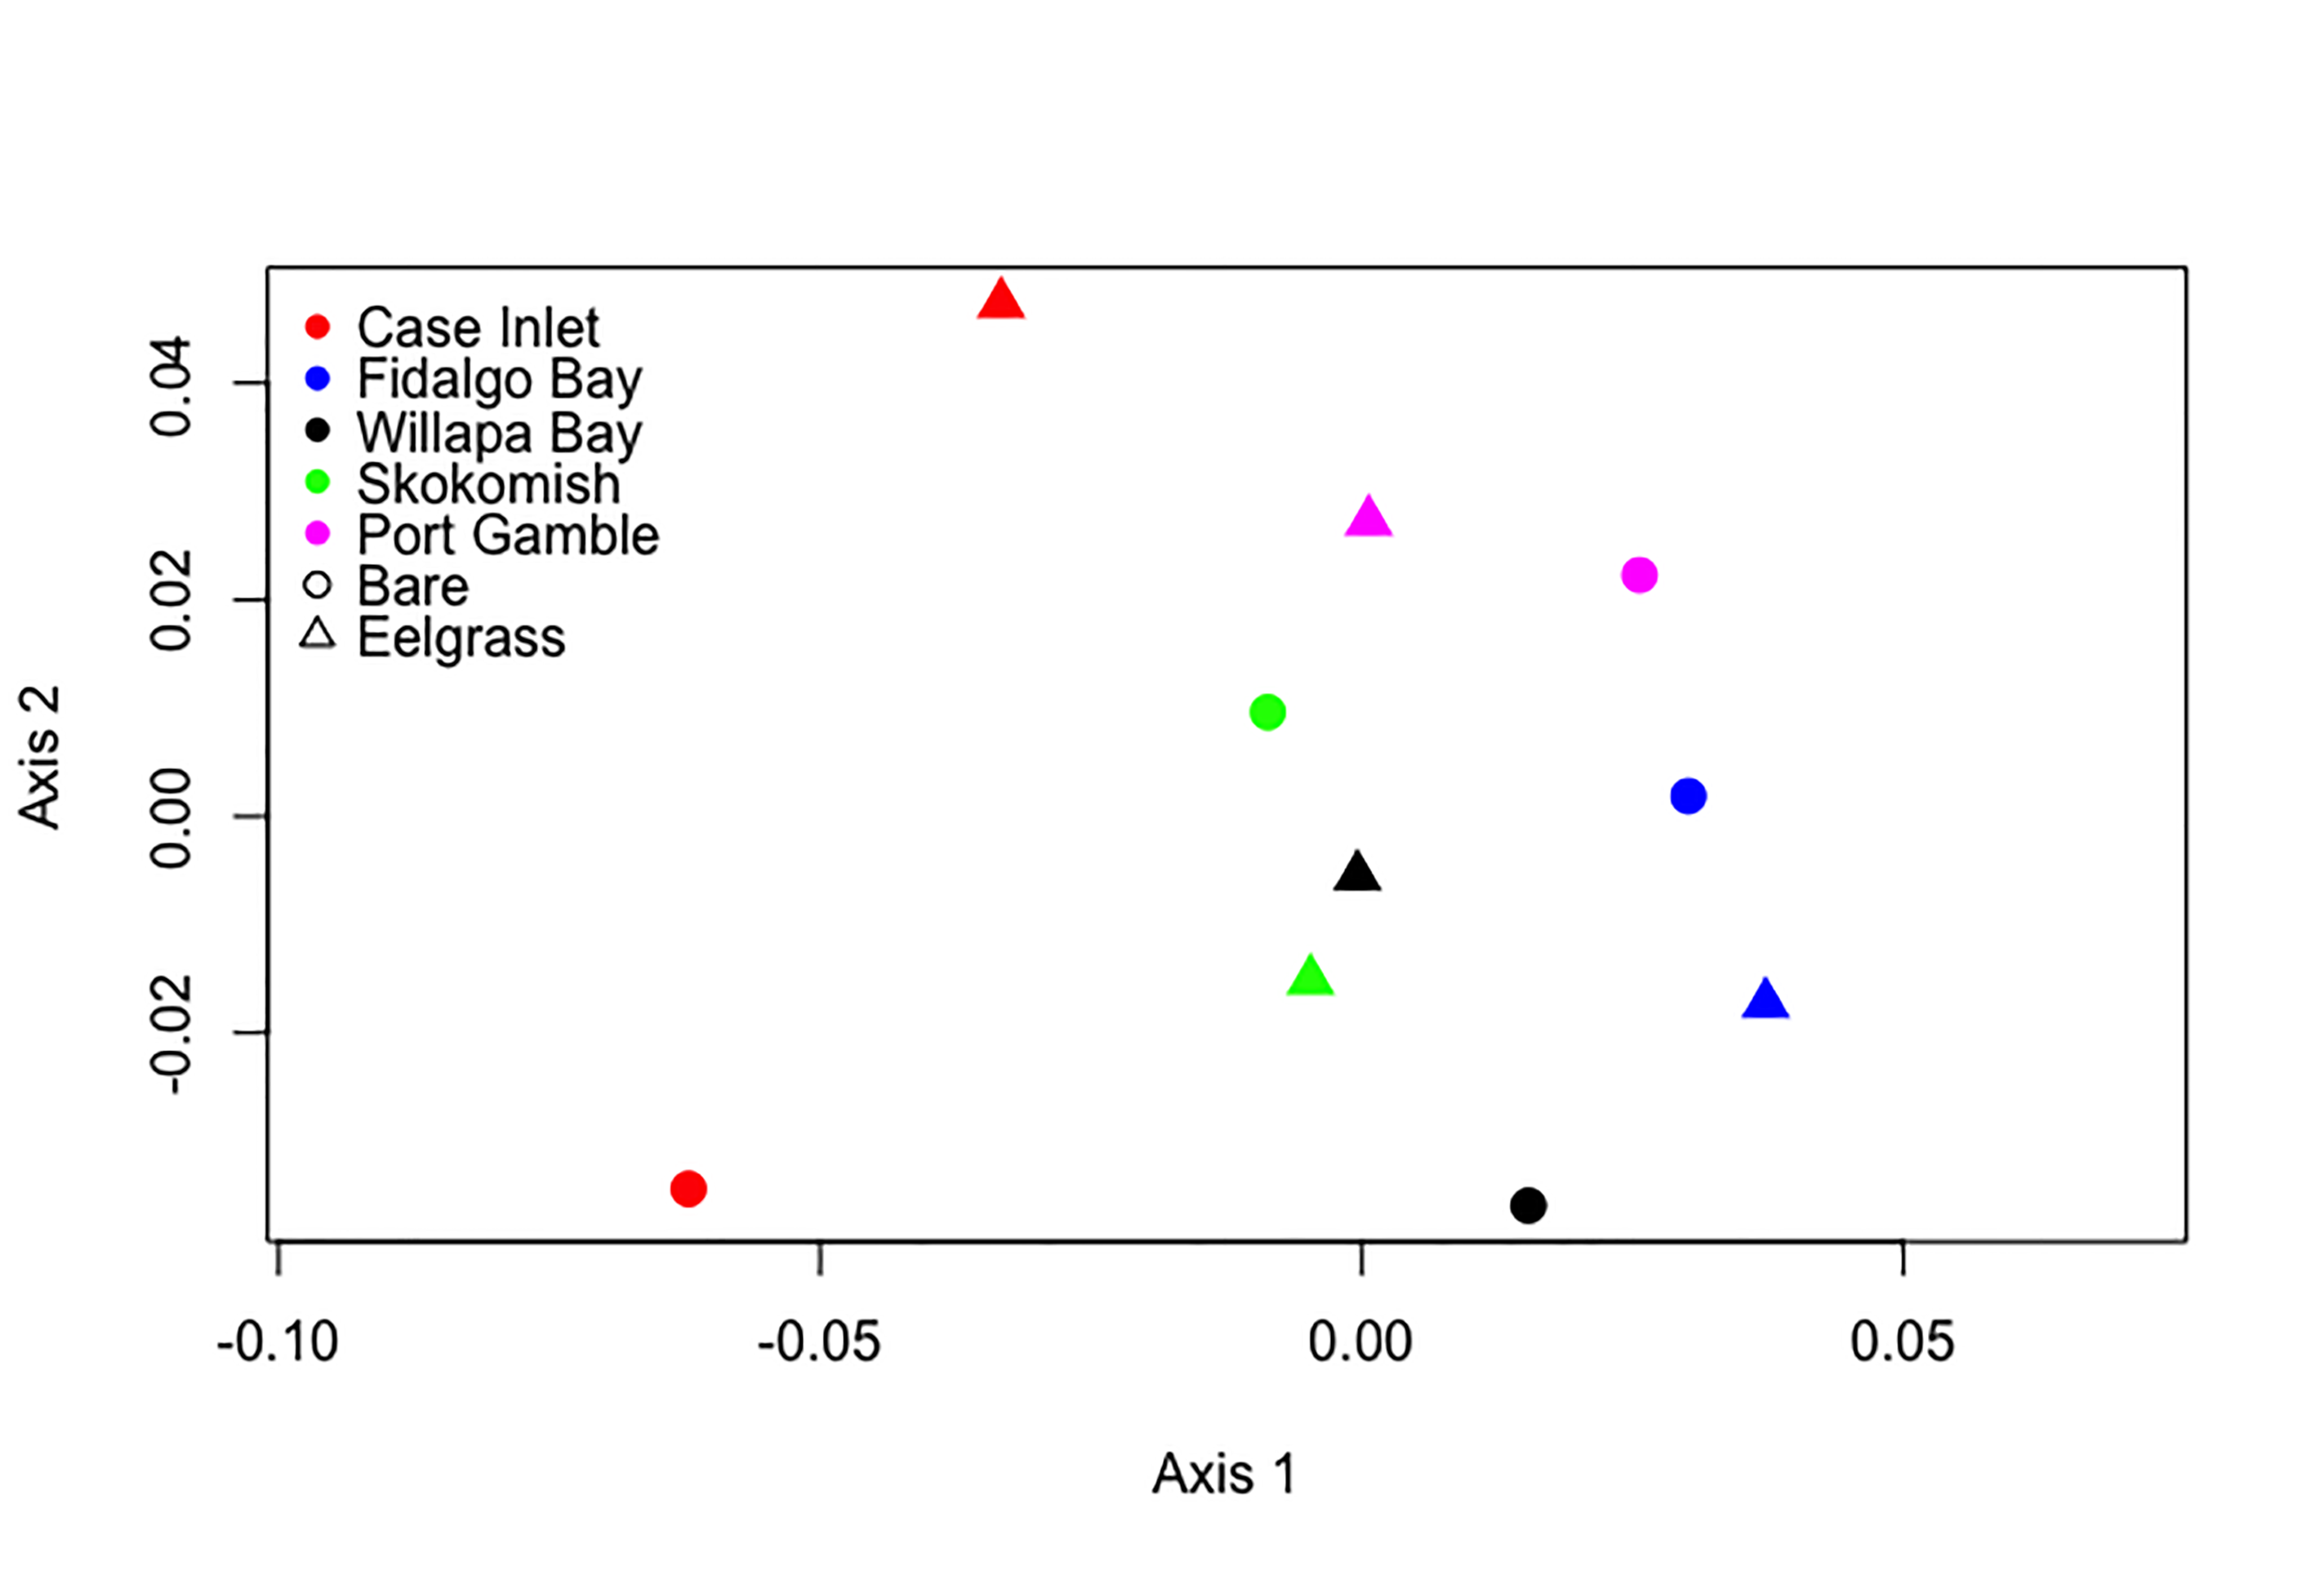 Case Inlet
Fidalgo Bay
Willapa Bay
Skokomish
Port Gamble
Bare
Eelgrass
0.04
0.02
0.00
-0.02
Axis 2
-0.10
-0.05
0.00
0.05
Axis 1